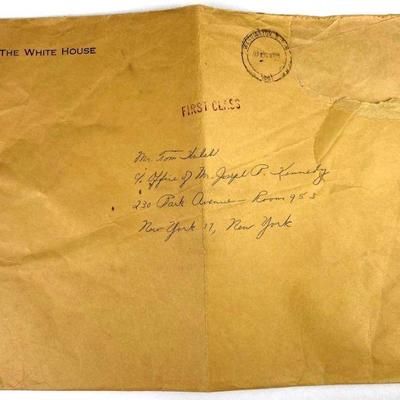 The White House
FIRST CLASS
Mr. Tom
c/o Office of Mr. Joseph P. Kennedy
230 Park Avenue - Room 953
New York 17, New York